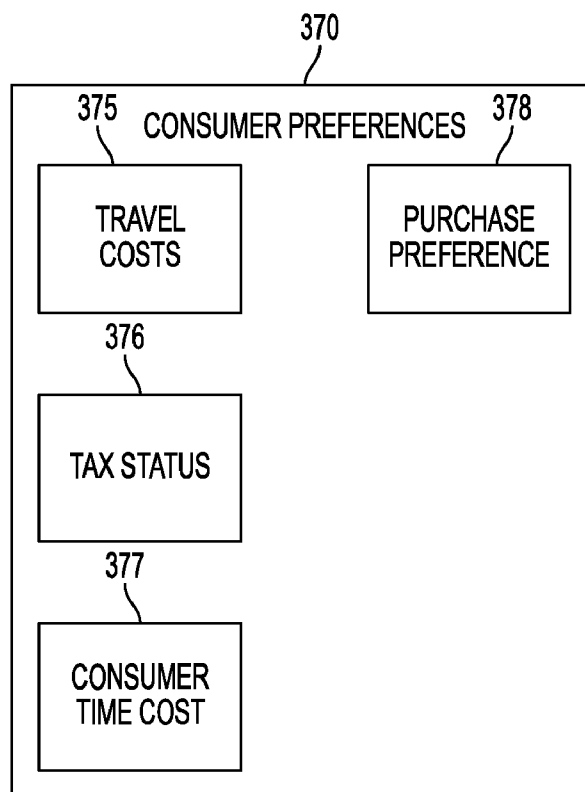 370
375
CONSUMER PREFERENCES
378
TRAVEL
COSTS
PURCHASE
PREFERENCE
376
TAX STATUS
377
CONSUMER
TIME COST